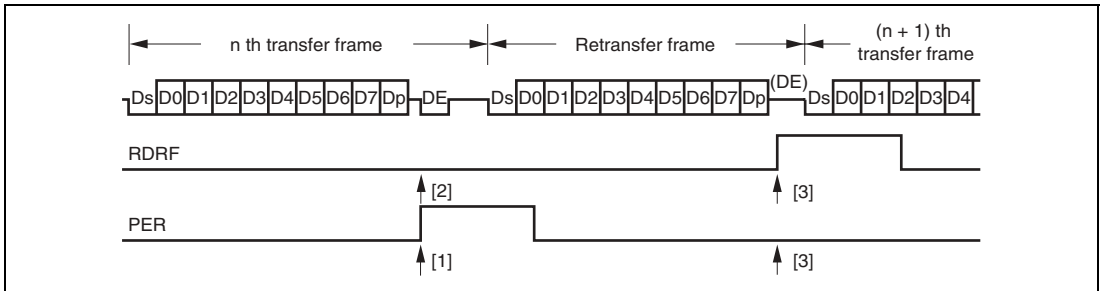 n th transfer frame
Retransfer frame
(n + 1) th
transfer frame
Ds D0 D1 D2 D3 D4 D5 D6 D7 Dp DE Ds D0 D1 D2 D3 D4 D5 D6 D7 Dp (DE) Ds D0 D1 D2 D3 D4
RDRF
[2] [3]
PER
[1] [3]